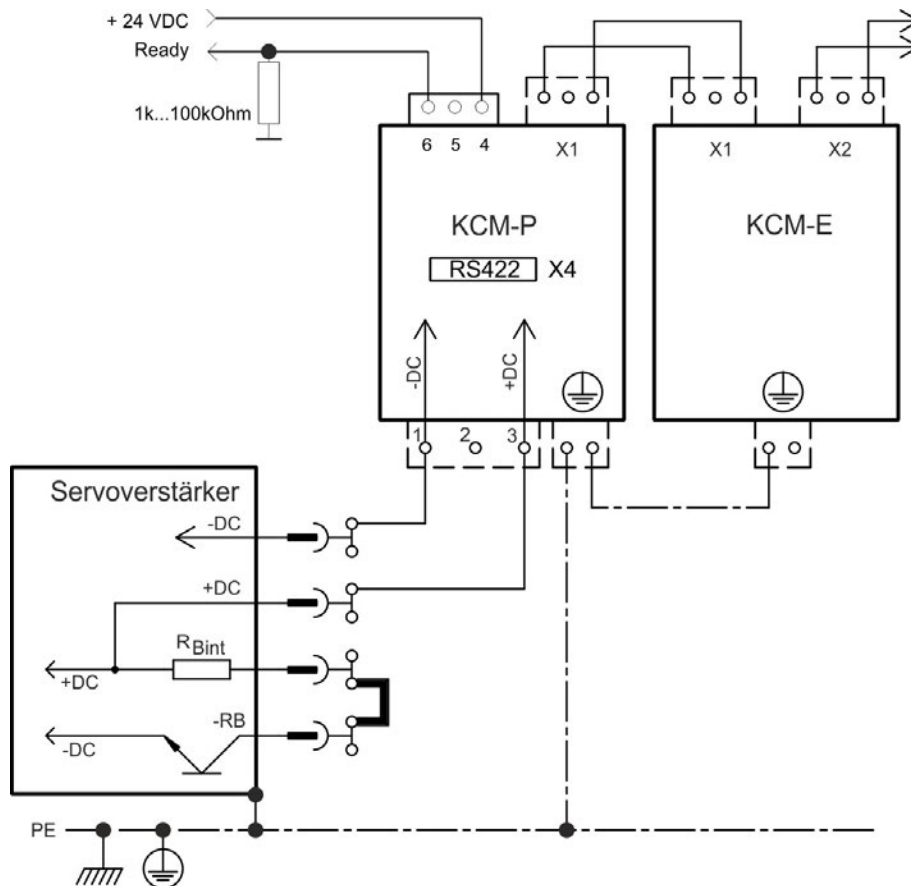 + 24 VDC
Ready
1k...100kOhm
6 5 4
X1
X1
X2
KCM-P
KCM-E
RS422 X4
-DC
+DC
1 2 3
Servoverstärker
-DC
+DC
RBint
+DC
-RB
-DC
PE